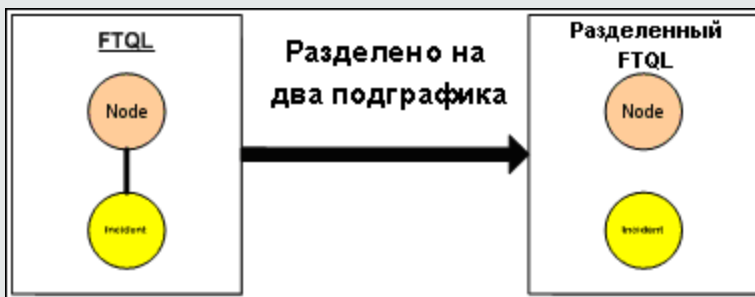 FTQL
Node
Incident
Разделено на
два подграфика
Разделенный
FTQL
Node
Incident